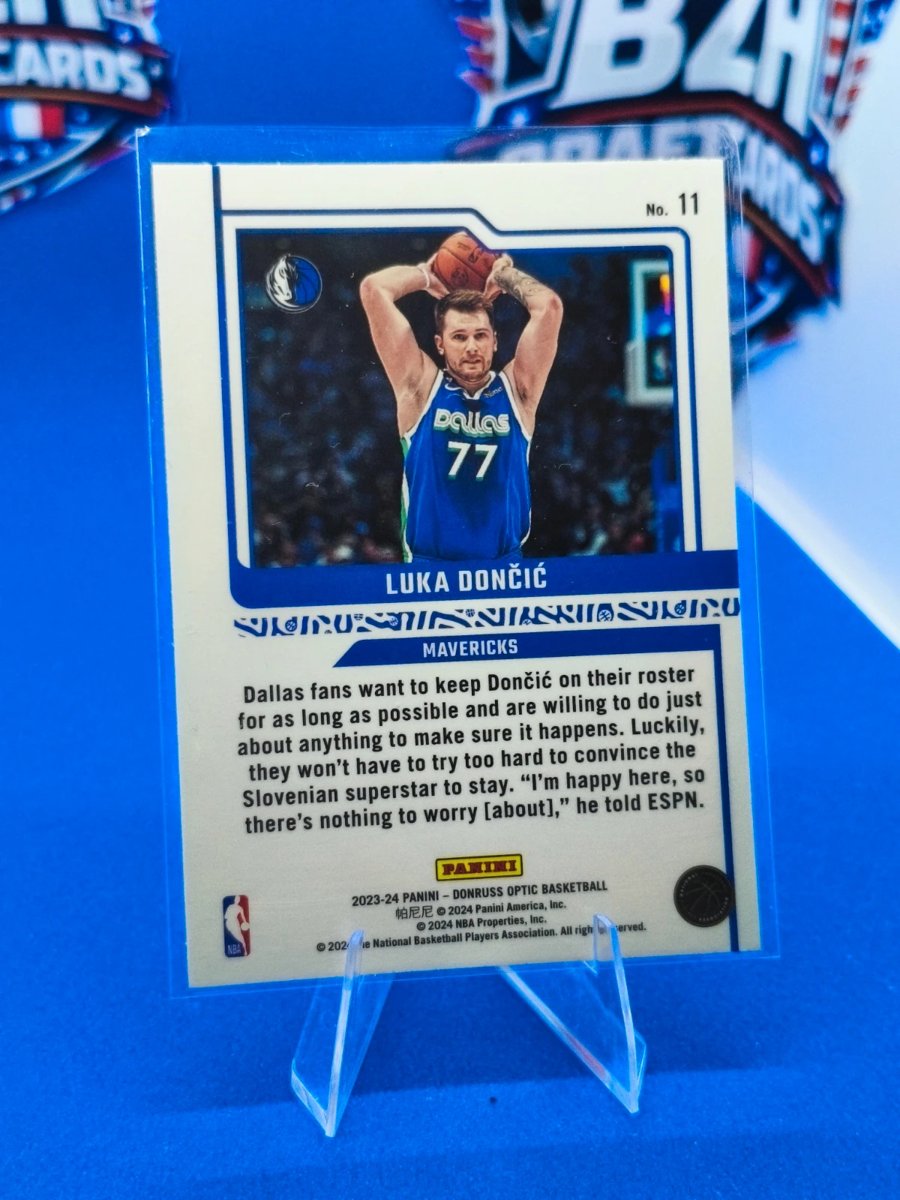 CARDS
BZH
No. 11
Dallas
77
LUKA DONČIĆ
MAVERICKS
Dallas fans want to keep Dončić on their roster
for as long as possible and are willing to do just
about anything to make sure it happens. Luckily,
they won't have to try too hard to convince the
Slovenian superstar to stay. “I'm happy here, so
there's nothing to worry [about],” he told ESPN.
PANINI
2023-24 PANINI – DONRUSS OPTIC BASKETBALL
帕尼尼 © 2024 Panini America, Inc.
© 2024 NBA Properties, Inc.
© 2024 National Basketball Players Association. All reserved.
NBA